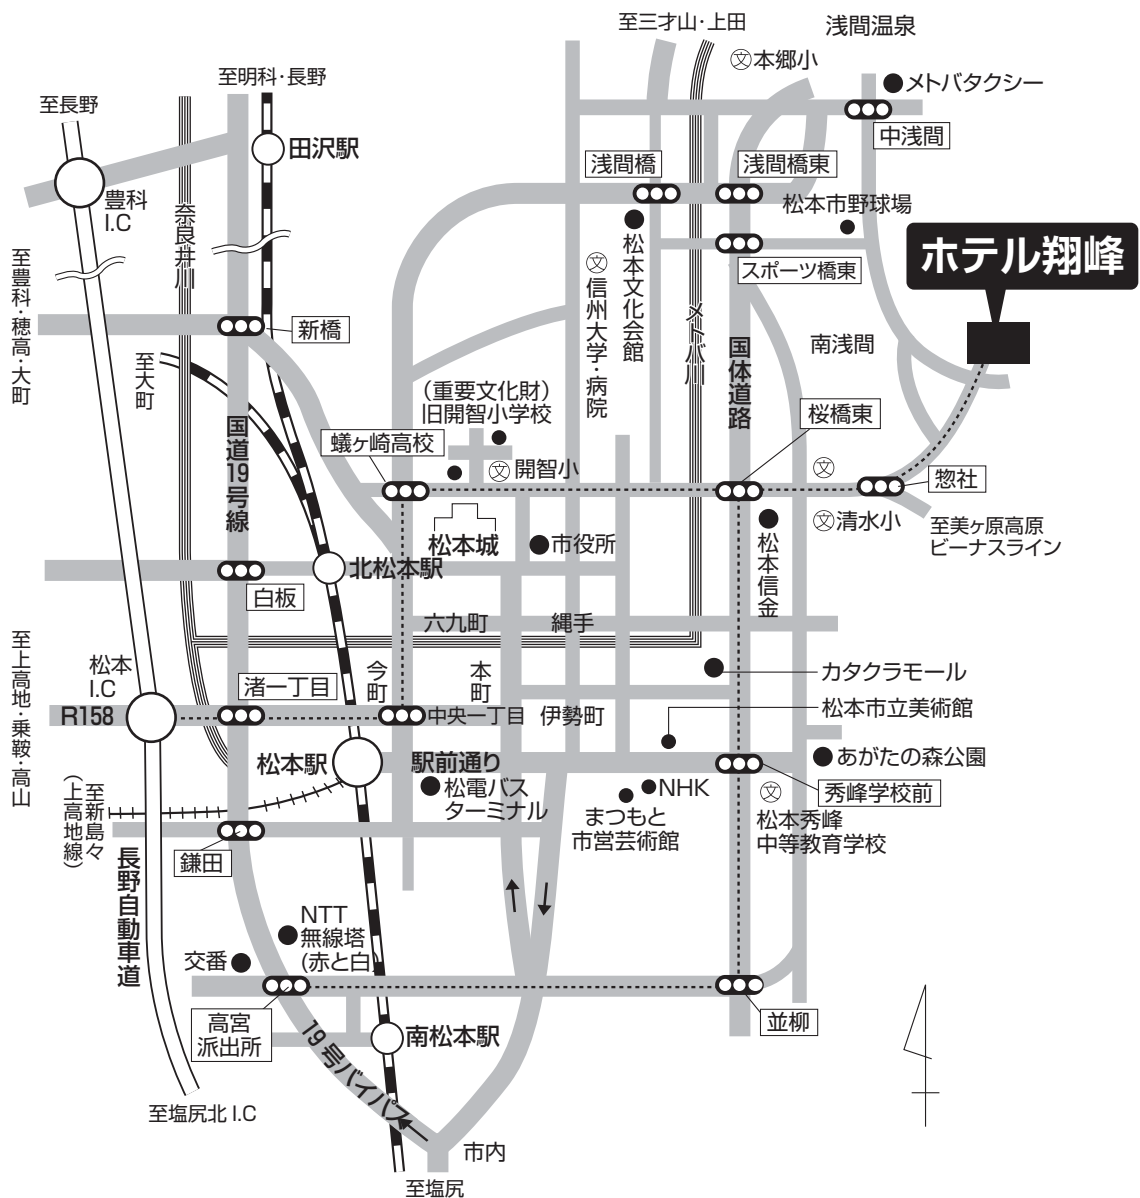 至三才山・上田
浅間温泉
㊛本郷小
メトバタクシー
中浅間
至明科・長野
至長野
田沢駅
豊科
I.C
奈良井川
浅間橋
浅間橋東
松本市野球場
スポーツ橋東
ホテル翔峰
松本文化会館
㊛信州大学・病院
メトバ川
国体道路
南浅間
至豊科・穂高・大町
新橋
至大町
国道19号線
(重要文化財)
旧開智小学校
蟻ヶ崎高校
㊛開智小
桜橋東
㊛
惣社
㊛清水小
至美ヶ原高原
ビーナスライン
松本城
市役所
松本信金
北松本駅
白板
六九町
縄手
至上高地・乗鞍・高山
松本
I.C
R158
渚一丁目
今町
本町
中央一丁目
伊勢町
カタクラモール
松本市立美術館
松本駅
駅前通り
あがたの森公園
松電バス
ターミナル
NHK
まつもと
市営芸術館
秀峰学校前
㊛
松本秀峰
中等教育学校
至新島々
(上高地線)
鎌田
長野自動車道
NTT
無線塔
(赤と白)
交番
高宮
派出所
並柳
南松本駅
19号バイパス
至塩尻北I.C
市内
至塩尻